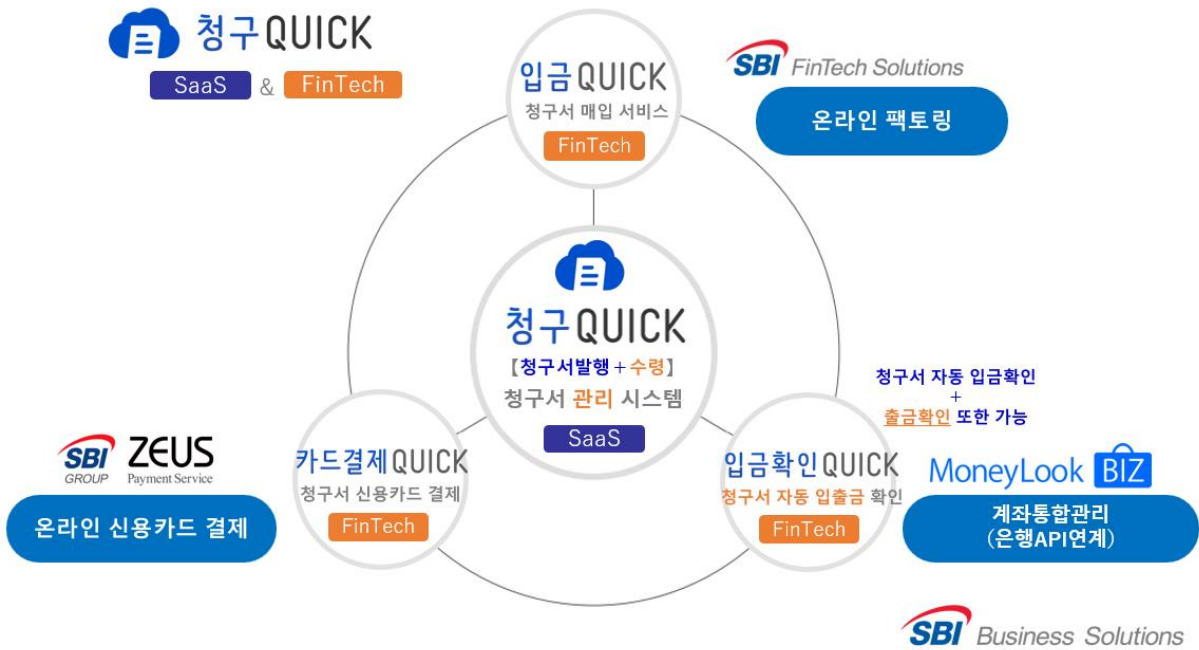 청구QUICK
SaaS & FinTech
입금QUICK
청구서 매입 서비스
FinTech
SBI FinTech Solutions
온라인 팩토링
청구QUICK
【청구서발행+수령】
청구서 관리 시스템
SaaS
청구서 자동 입금확인
+
출금확인 또한 가능
SBI GROUP ZEUS Payment Service
온라인 신용카드 결제
카드결제QUICK
청구서 신용카드 결제
FinTech
입금확인QUICK
청구서 자동 입출금 확인
FinTech
MoneyLook BIZ
계좌통합관리
(은행API연계)
SBI Business Solutions